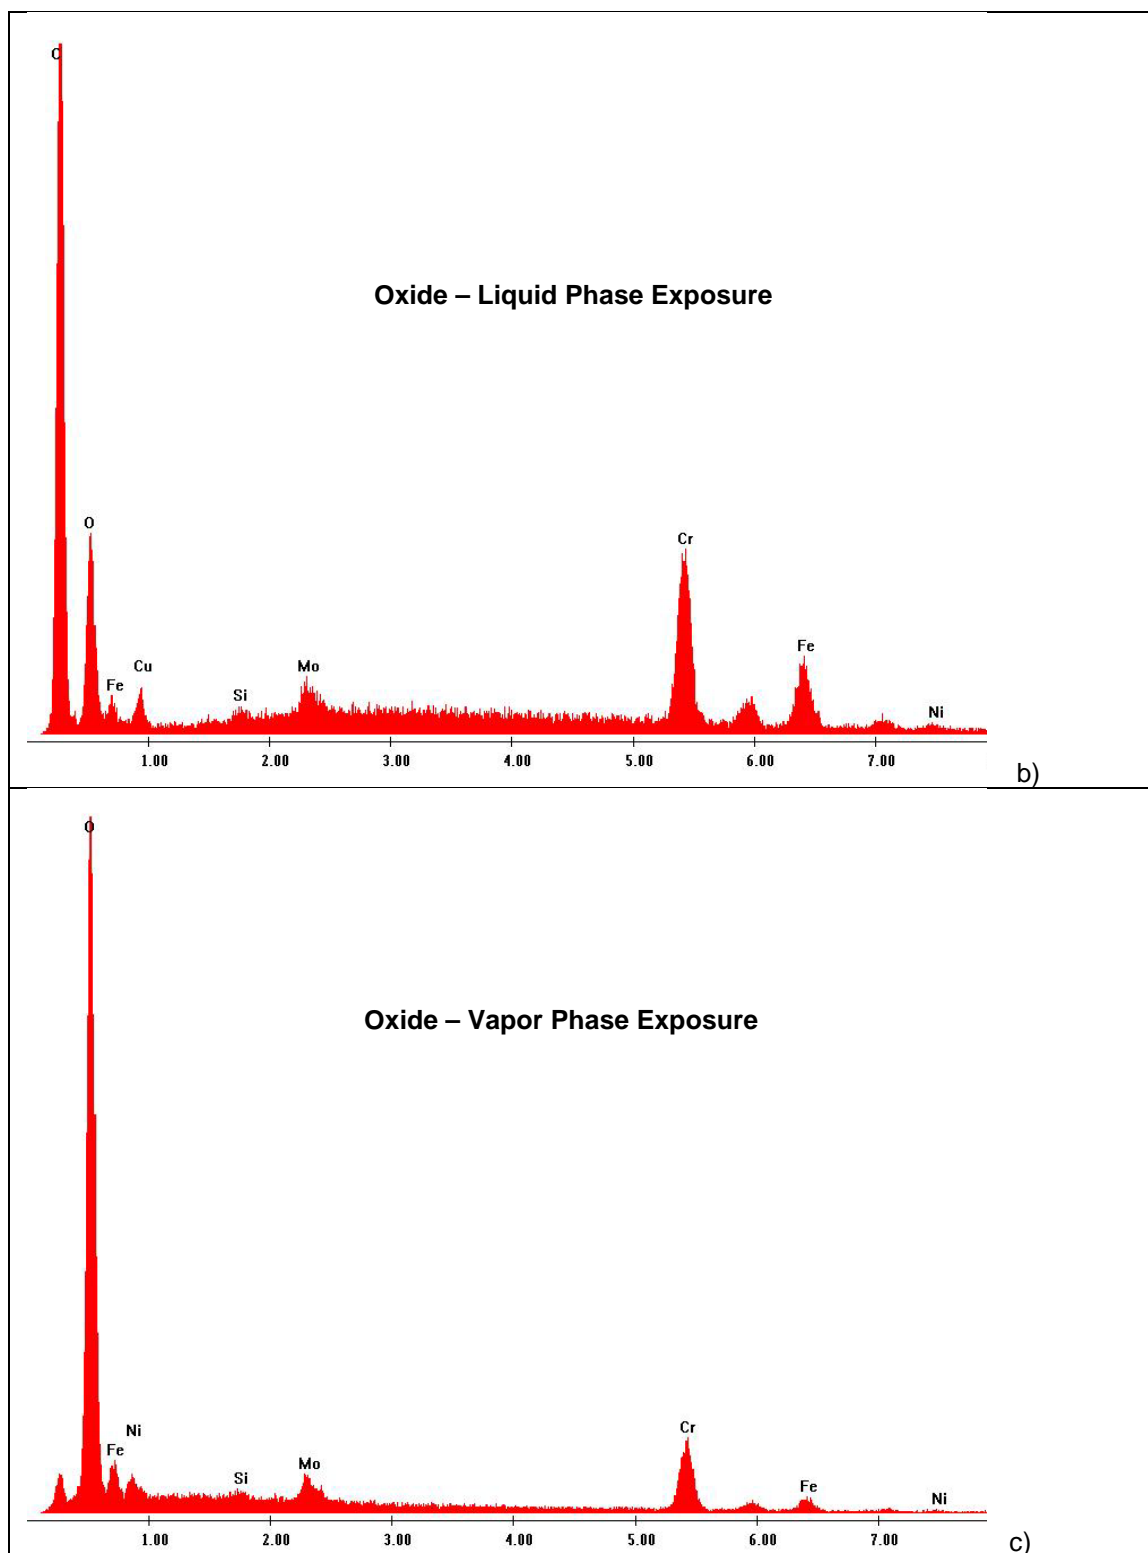 C
Oxide – Liquid Phase Exposure
O
Cr
Cu
Mo
Fe
Fe
Si
Ni
1.00 2.00 3.00 4.00 5.00 6.00 7.00
b)
O
Oxide – Vapor Phase Exposure
Ni
Cr
Fe
Mo
Si
Fe
Ni
1.00 2.00 3.00 4.00 5.00 6.00 7.00
c)